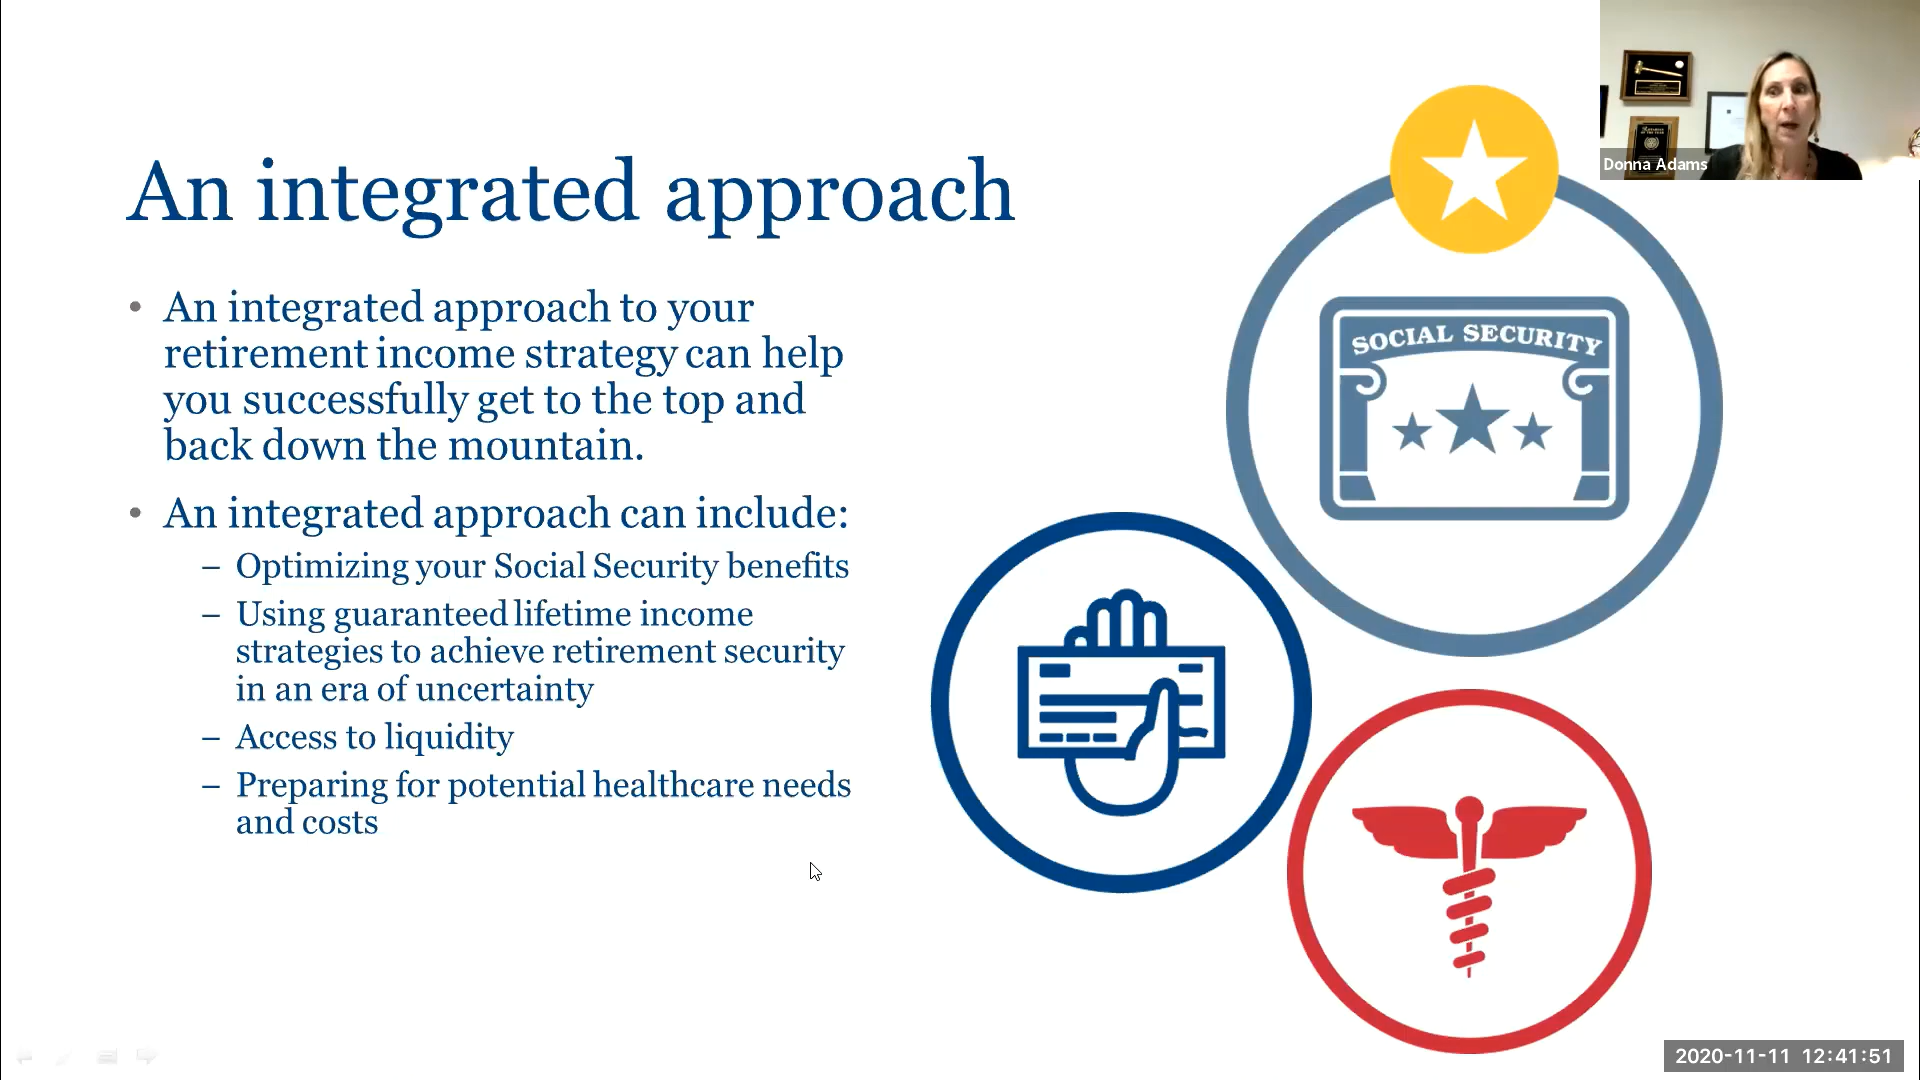 An integrated approach
• An integrated approach to your
retirement income strategy can help
you successfully get to the top and
back down the mountain.
• An integrated approach can include:
– Optimizing your Social Security benefits
– Using guaranteed lifetime income
strategies to achieve retirement security
in an era of uncertainty
– Access to liquidity
– Preparing for potential healthcare needs
and costs
SOCIAL SECURITY
Donna Adams
2020-11-11 12:41:51